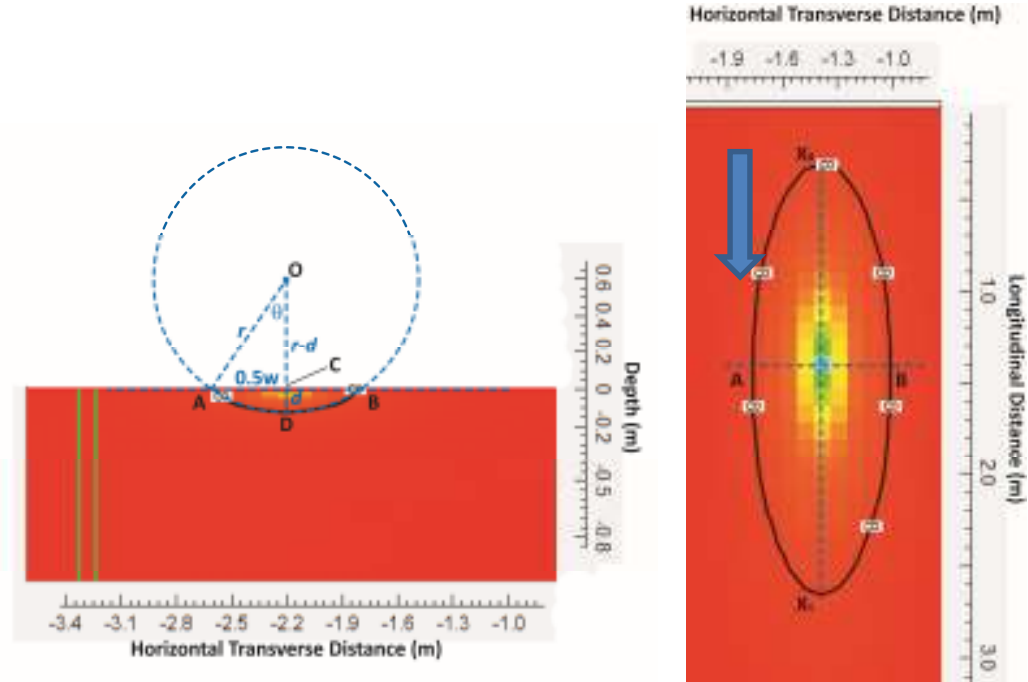 Horizontal Transverse Distance (m)
-1.9 -1.6 -1.3 -1.0
O
θ
r
r-d
C
0.5w
A
d
B
D
0.6 0.4 0.2 0 -0.2 -0.5 -0.8
Depth (m)
-3.4 -3.1 -2.8 -2.5 -2.2 -1.9 -1.6 -1.3 -1.0
Horizontal Transverse Distance (m)
A
B
1.0 2.0 3.0
Longitudinal Distance (m)